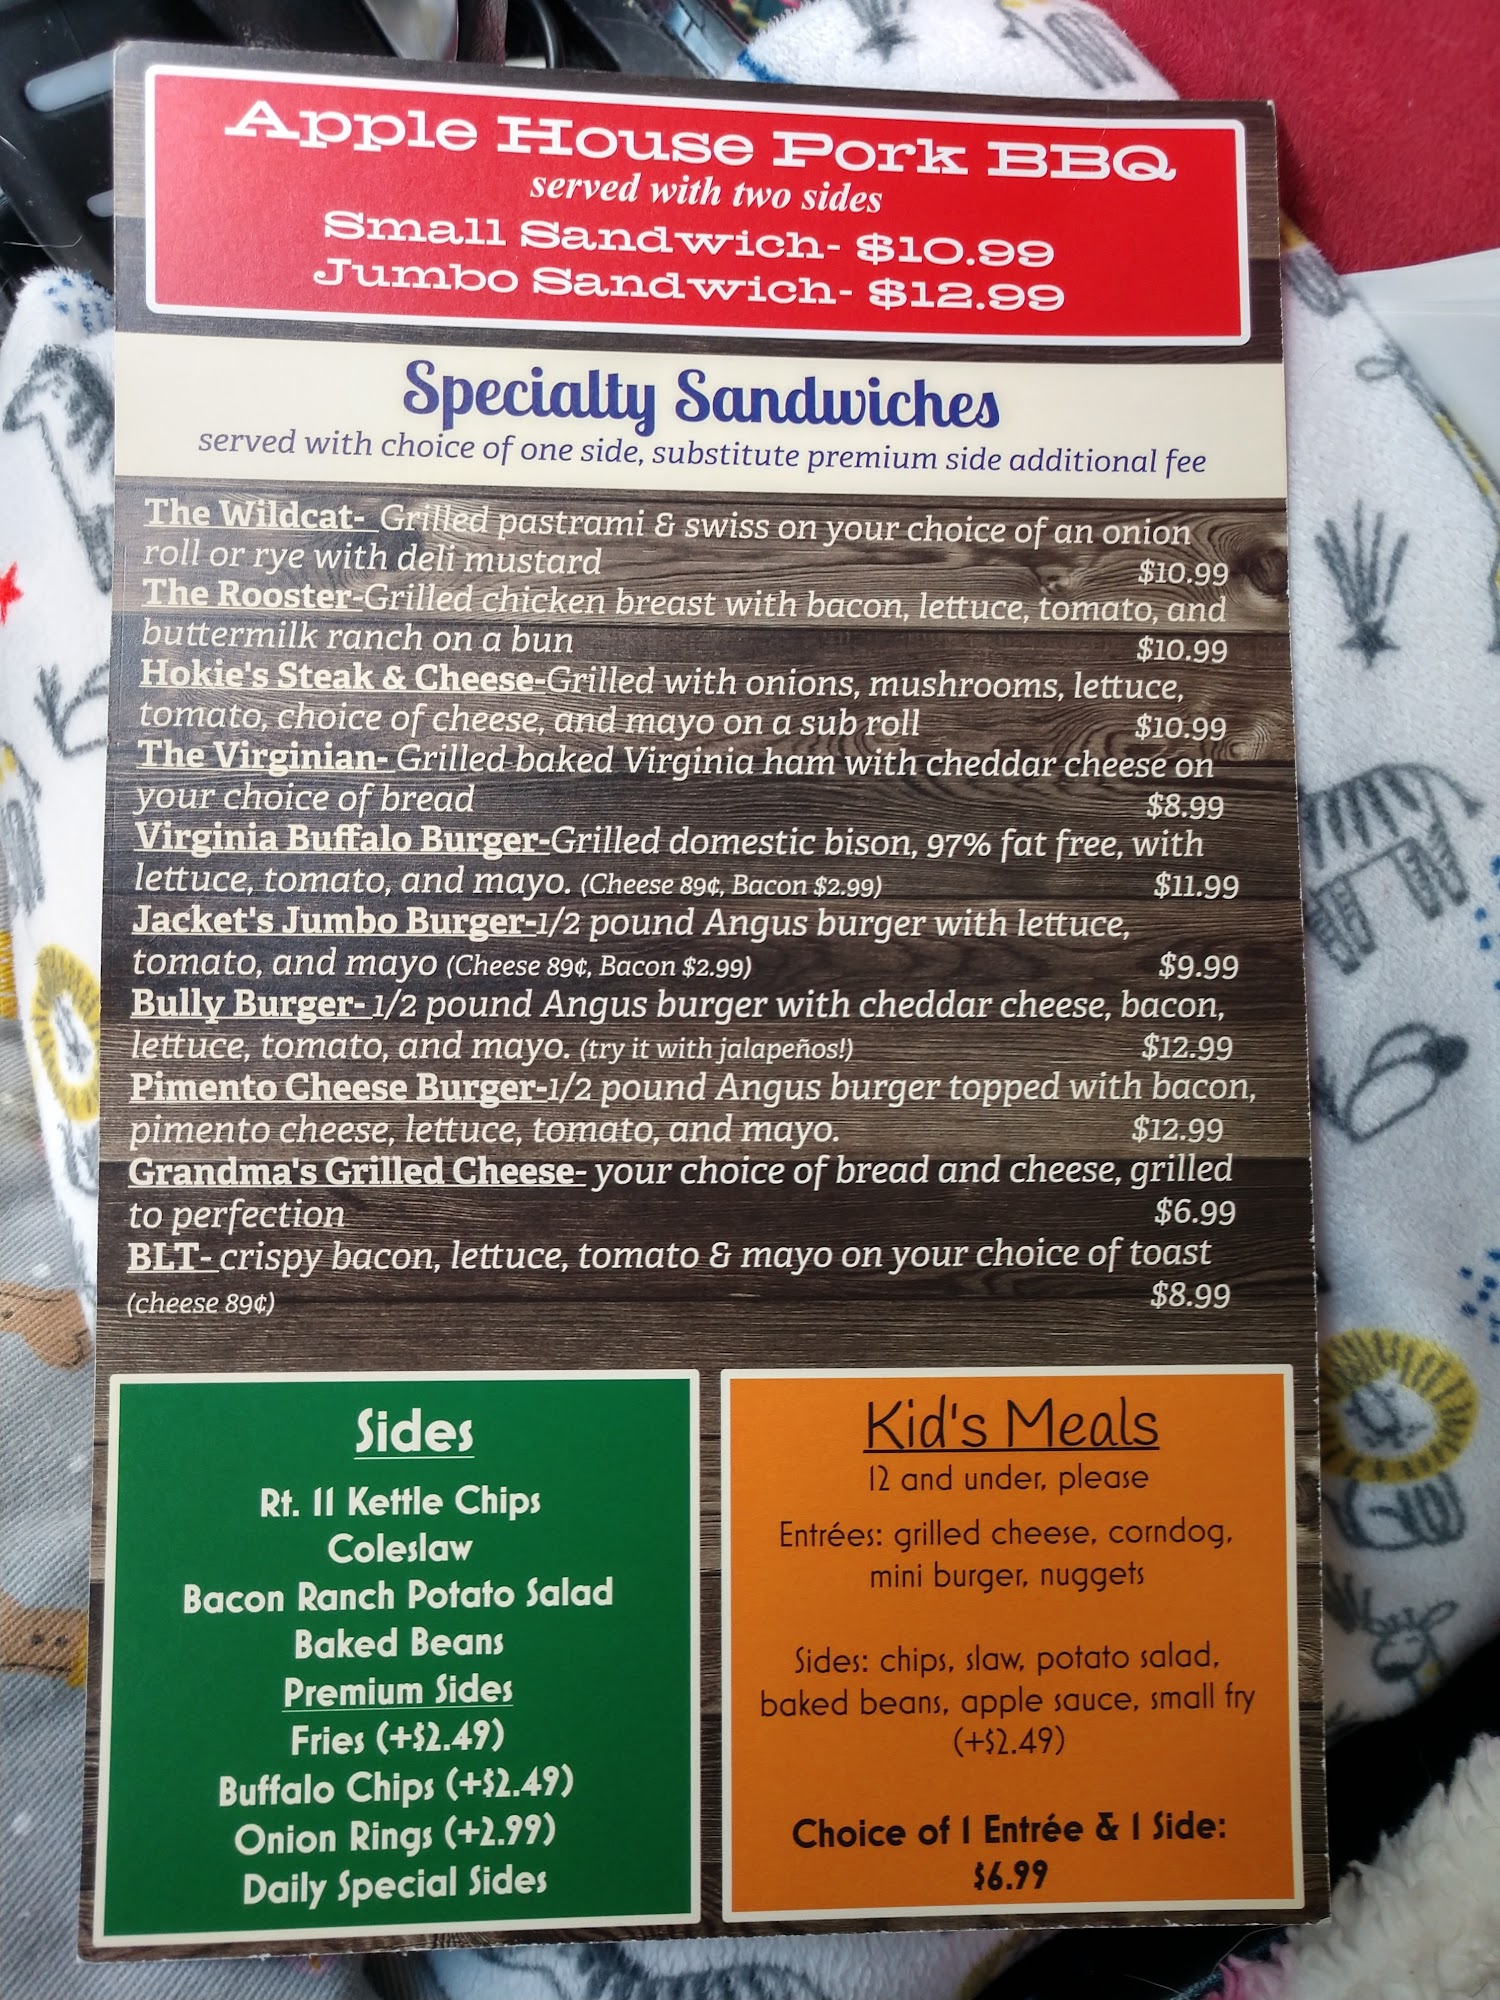 Apple House Pork BBQ
served with two sides
Small Sandwich- $10.99
Jumbo Sandwich- $12.99
Specialty Sandwiches
served with choice of one side, substitute premium side additional fee
The Wildcat- Grilled pastrami & swiss on your choice of an onion
roll or rye with deli mustard $10.99
The Rooster-Grilled chicken breast with bacon, lettuce, tomato, and
buttermilk ranch on a bun $10.99
Hokie's Steak & Cheese-Grilled with onions, mushrooms, lettuce,
tomato, choice of cheese, and mayo on a sub roll $10.99
The Virginian- Grilled baked Virginia ham with cheddar cheese on
your choice of bread $8.99
Virginia Buffalo Burger-Grilled domestic bison, 97% fat free, with
lettuce, tomato, and mayo. (Cheese 89¢, Bacon $2.99) $11.99
Jacket's Jumbo Burger-1/2 pound Angus burger with lettuce,
tomato, and mayo (Cheese 89¢, Bacon $2.99) $9.99
Bully Burger- 1/2 pound Angus burger with cheddar cheese, bacon,
lettuce, tomato, and mayo. (try it with jalapeños!) $12.99
Pimento Cheese Burger-1/2 pound Angus burger topped with bacon,
pimento cheese, lettuce, tomato, and mayo. $12.99
Grandma's Grilled Cheese- your choice of bread and cheese, grilled
to perfection $6.99
BLT- crispy bacon, lettuce, tomato & mayo on your choice of toast
(cheese 89¢) $8.99
Sides
Rt. 11 Kettle Chips
Coleslaw
Bacon Ranch Potato Salad
Baked Beans
Premium Sides
Fries (+$2.49)
Buffalo Chips (+$2.49)
Onion Rings (+2.99)
Daily Special Sides
Kid's Meals
12 and under, please
Entrées: grilled cheese, corndog,
mini burger, nuggets
Sides: chips, slaw, potato salad,
baked beans, apple sauce, small fry
(+$2.49)
Choice of 1 Entrée & 1 Side:
$6.99